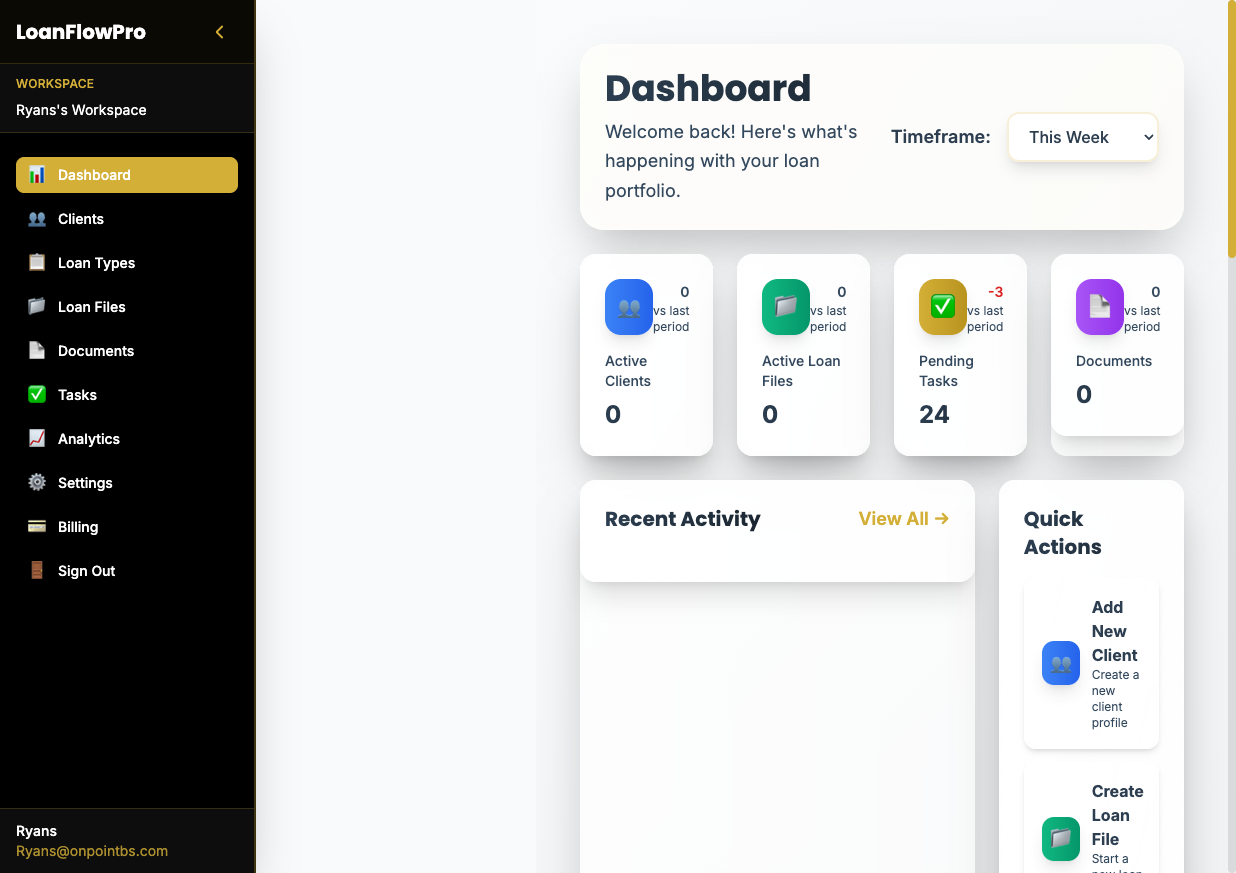 LoanFlowPro
WORKSPACE
Ryans's Workspace
Dashboard
Clients
Loan Types
Loan Files
Documents
Tasks
Analytics
Settings
Billing
Sign Out
Ryans
Ryans@onpointbs.com
Dashboard
Welcome back! Here's what's
happening with your loan
portfolio.
Timeframe:
This Week
0
vs last
period
Active
Clients
0
0
vs last
period
Active Loan
Files
0
-3
vs last
period
Pending
Tasks
24
0
vs last
period
Documents
0
Recent Activity
View All →
Quick
Actions
Add
New
Client
Create a
new
client
profile
Create
Loan
File
Start a
new loan